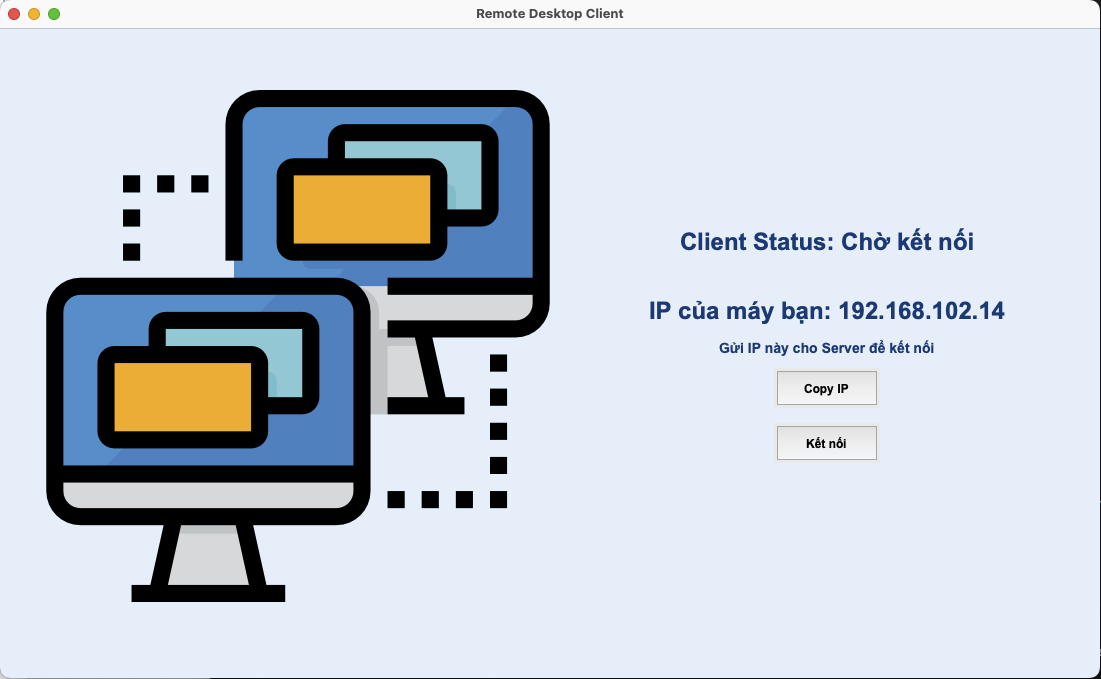 Remote Desktop Client
Client Status: Chờ kết nối
IP của máy bạn: 192.168.102.14
Gửi IP này cho Server để kết nối
Copy IP
Kết nối